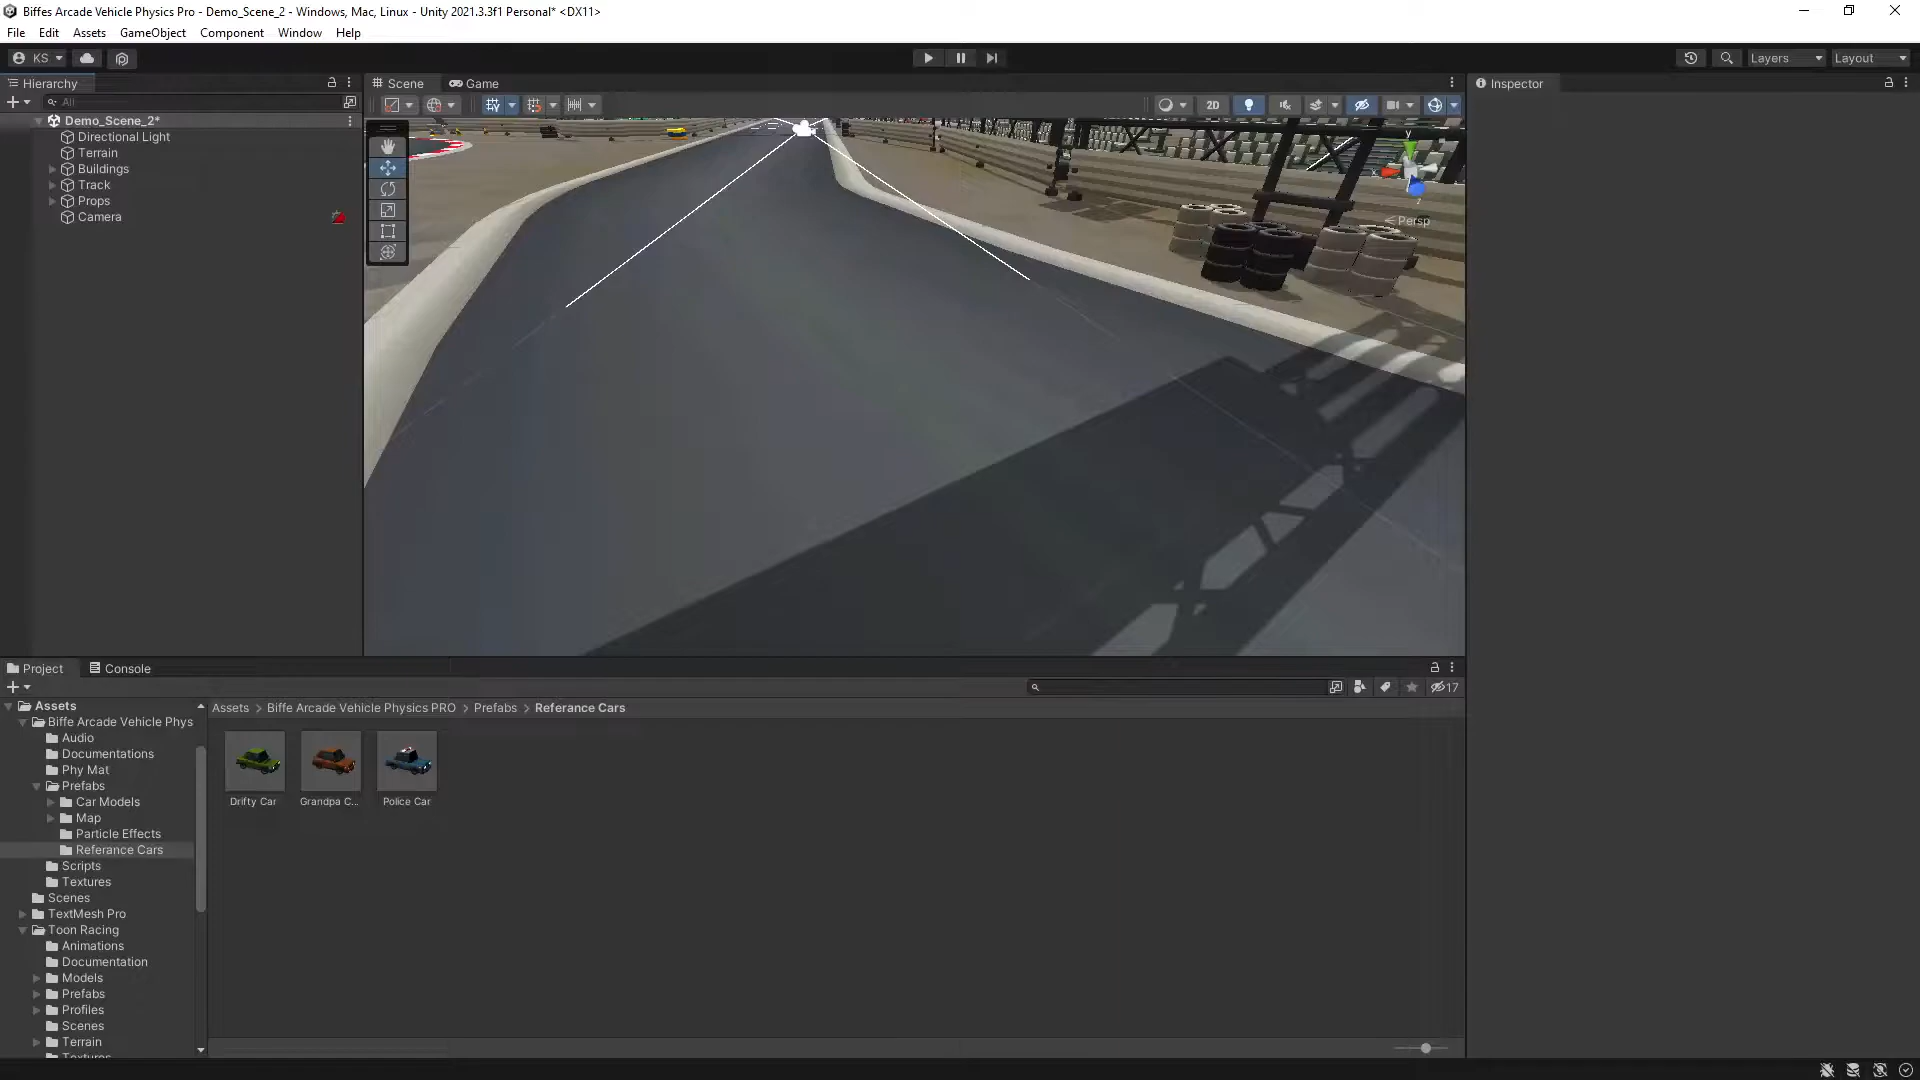 Biffes Arcade Vehicle Physics Pro - Demo_Scene_2 - Windows, Mac, Linux - Unity 2021.3.3f1 Personal* <DX11>
File Edit Assets GameObject Component Window Help
KS Layers Layout
Hierarchy
All
Demo_Scene_2*
Directional Light
Terrain
Buildings
Track
Props
Camera
Scene Game
2D
y
z
Persp
Inspector
Project Console
17
Assets
Biffe Arcade Vehicle Phys
Audio
Documentations
Phy Mat
Prefabs
Car Models
Map
Particle Effects
Referance Cars
Scripts
Textures
Scenes
TextMesh Pro
Toon Racing
Animations
Documentation
Models
Prefabs
Profiles
Scenes
Terrain
Textures
Assets > Biffe Arcade Vehicle Physics PRO > Prefabs > Referance Cars
Drifty Car Grandpa C... Police Car